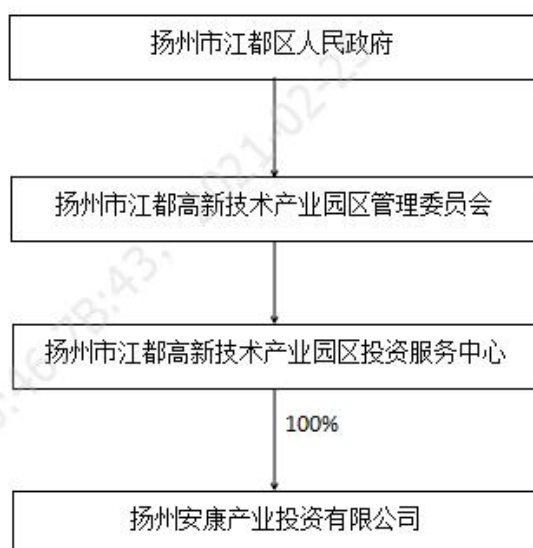 扬州市江都区人民政府
扬州市江都高新技术产业园区管理委员会
扬州市江都高新技术产业园区投资服务中心
100%
扬州安康产业投资有限公司